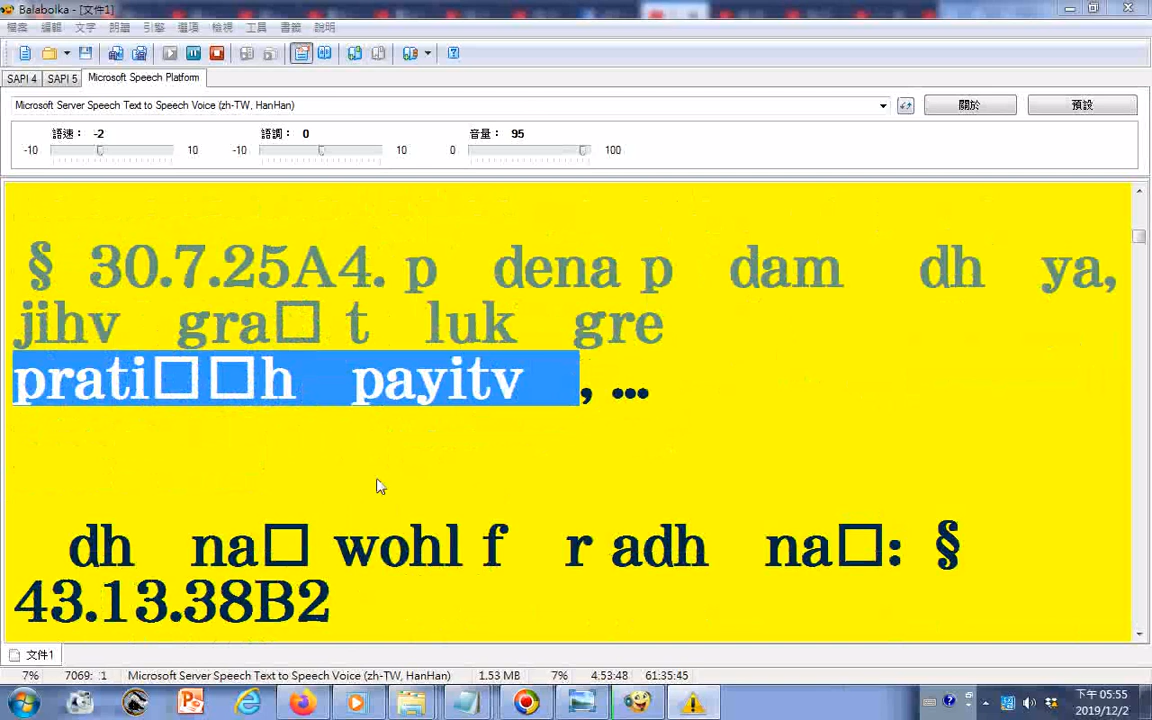 Balabolka - [文件1]
檔案 編輯 文字 朗讀 引擎 選項 檢視 工具 書籤 說明
SAPI 4 SAPI 5 Microsoft Speech Platform
Microsoft Server Speech Text to Speech Voice (zh-TW, HanHan) 關於 預設
語速： -2 語調： 0 音量： 95
-10 10 -10 10 0 100
§ 30.7.25A4. p dena p dam dh ya,
jihv gra□ t luk gre
prati□□h payitv , ...
dh na□ wohl f r adh na□: §
43.13.38B2
文件1
7% 7069: :1 Microsoft Server Speech Text to Speech Voice (zh-TW, HanHan) 1.53 MB 7% 4:53:48 61:35:45
下午 05:55
2019/12/2